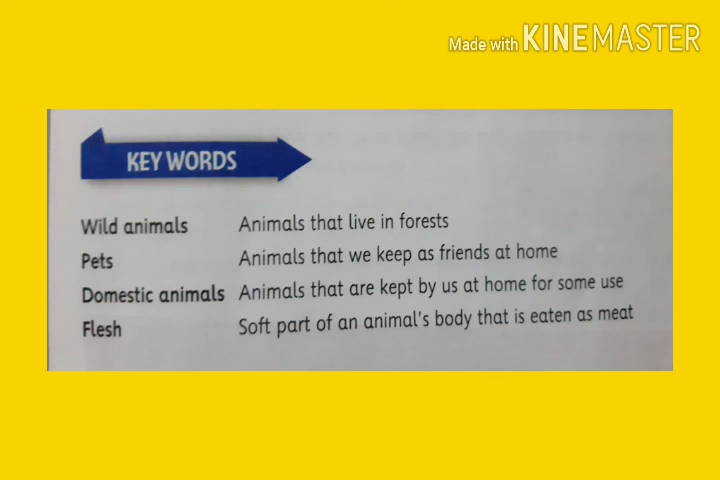 Made with KINEMASTER
KEY WORDS
Wild animals Animals that live in forests
Pets Animals that we keep as friends at home
Domestic animals Animals that are kept by us at home for some use
Flesh Soft part of an animal's body that is eaten as meat